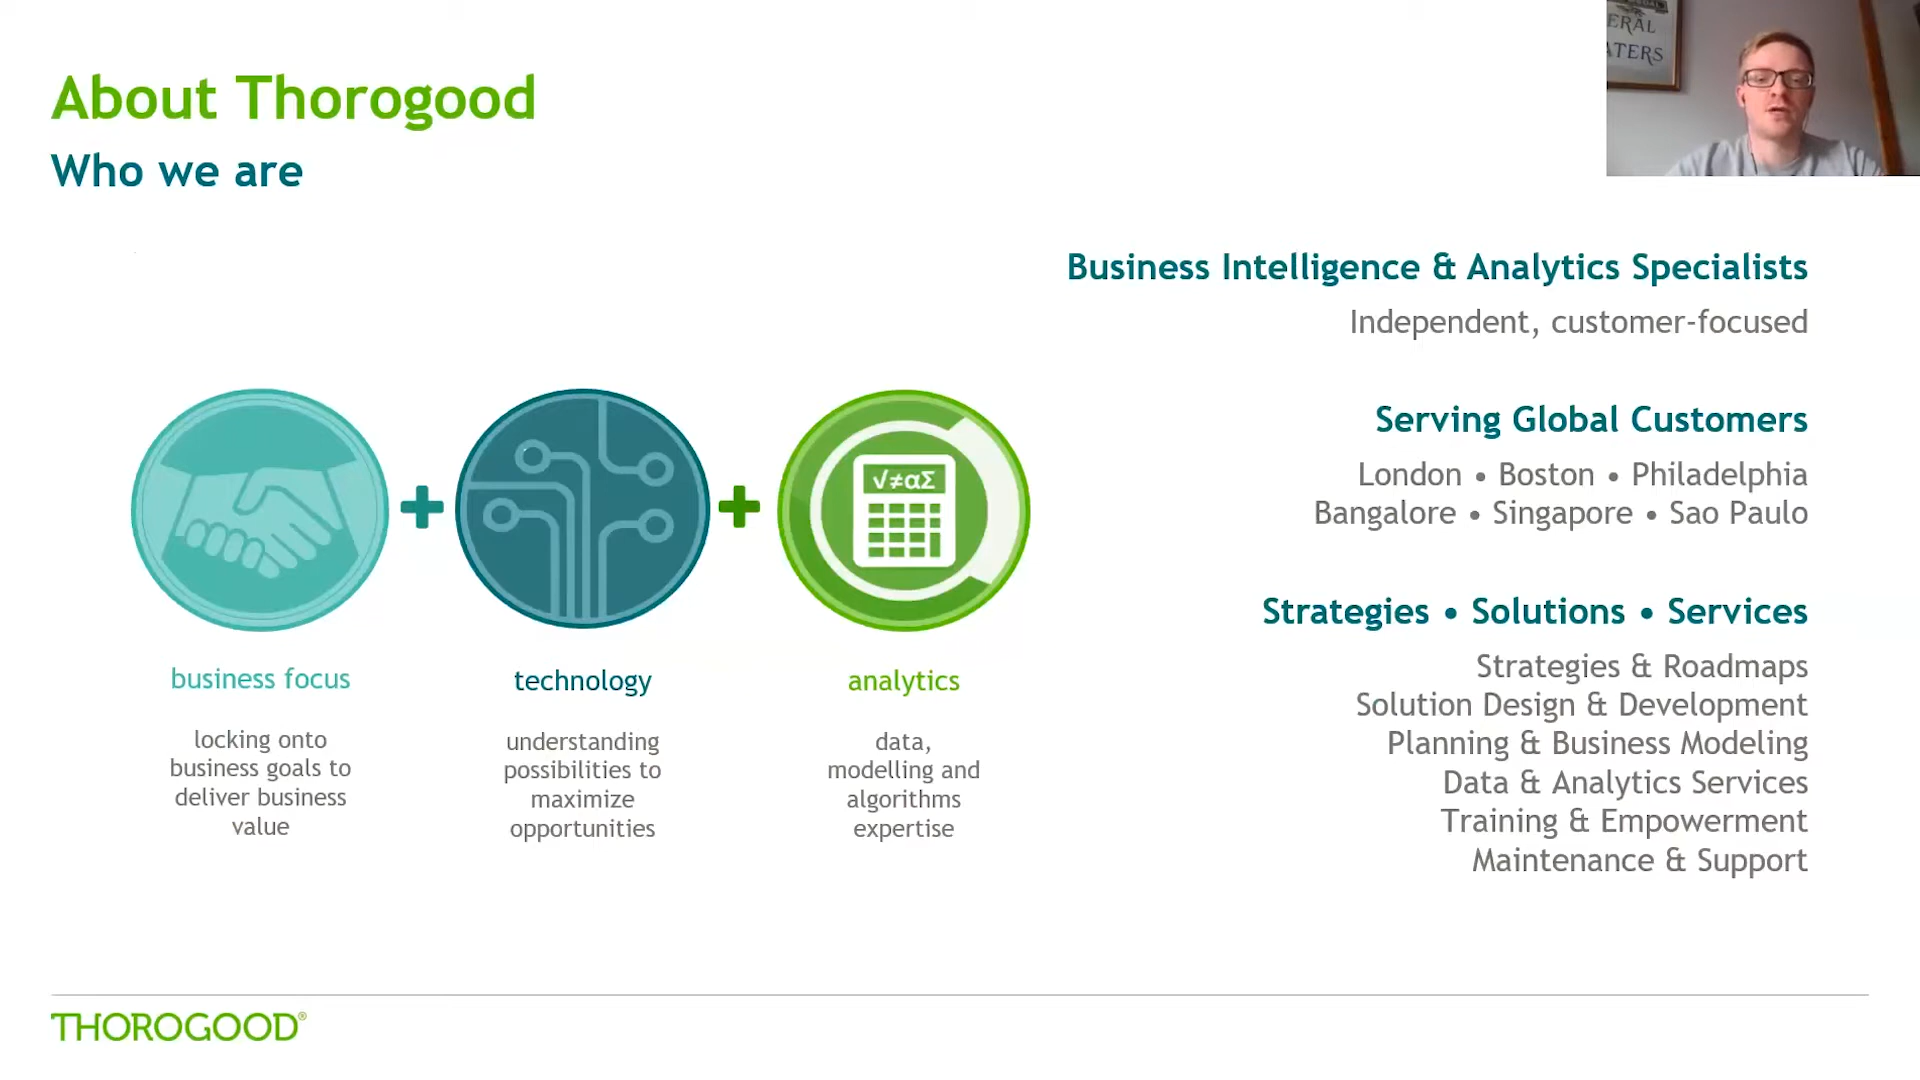 About Thorogood
Who we are
ERAL
ATERS
Business Intelligence & Analytics Specialists
Independent, customer-focused
Serving Global Customers
London • Boston • Philadelphia
Bangalore • Singapore • Sao Paulo
Strategies • Solutions • Services
Strategies & Roadmaps
Solution Design & Development
Planning & Business Modeling
Data & Analytics Services
Training & Empowerment
Maintenance & Support
√≠αΣ
business focus
locking onto
business goals to
deliver business
value
technology
understanding
possibilities to
maximize
opportunities
analytics
data,
modelling and
algorithms
expertise
THOROGOOD®